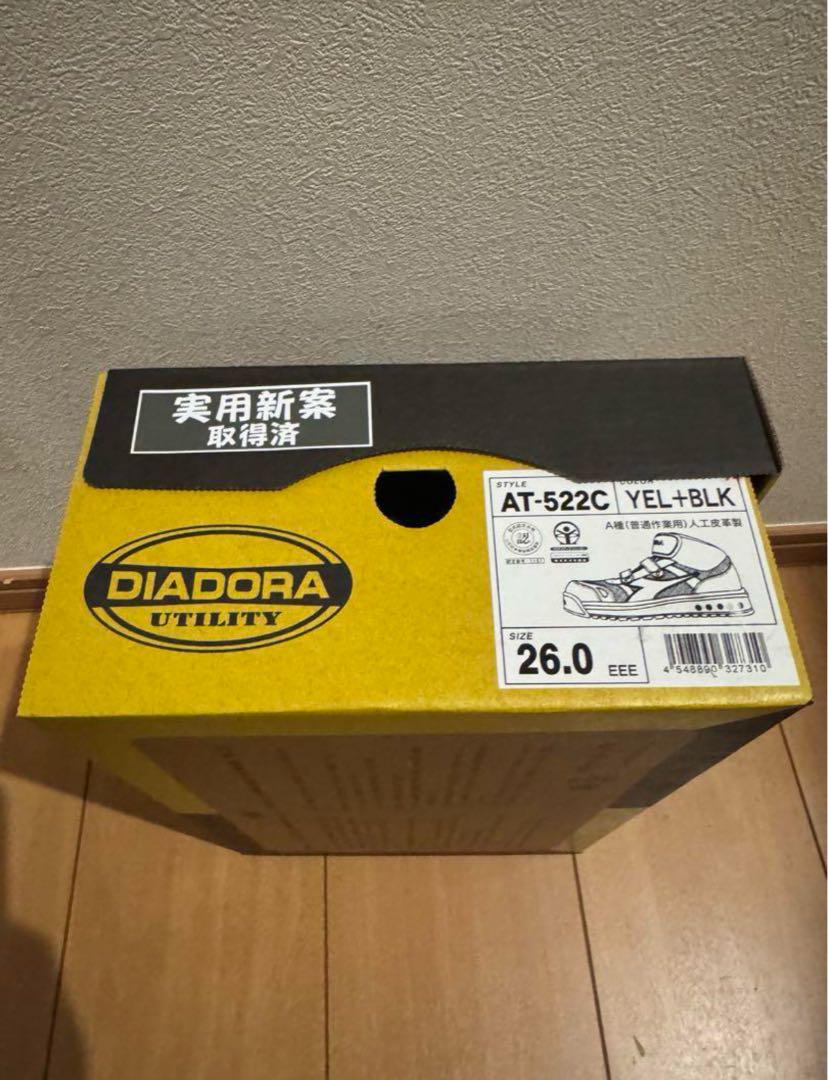 実用新案
取得済
DIADORA
UTILITY
STYLE
AT-522C
YEL+BLK
A種(普通作業用)人工皮革製
SIZE
26.0
EEE
4 548890 327310